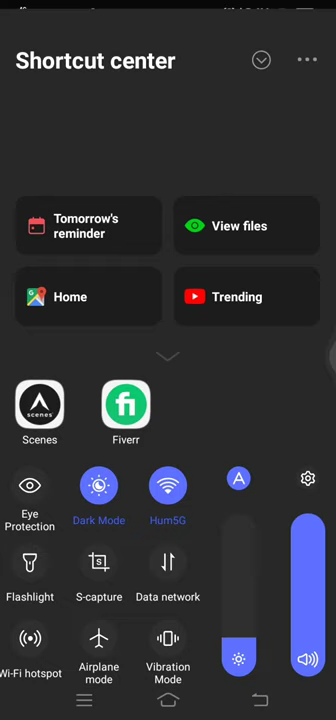 Shortcut center
Tomorrow's
reminder
View files
G
Home
Trending
SCENES
fi
Scenes
Fiverr
A
Eye
Protection
Dark Mode
Hum5G
S
Flashlight
S-capture
Data network
Wi-Fi hotspot
Airplane
mode
Vibration
Mode